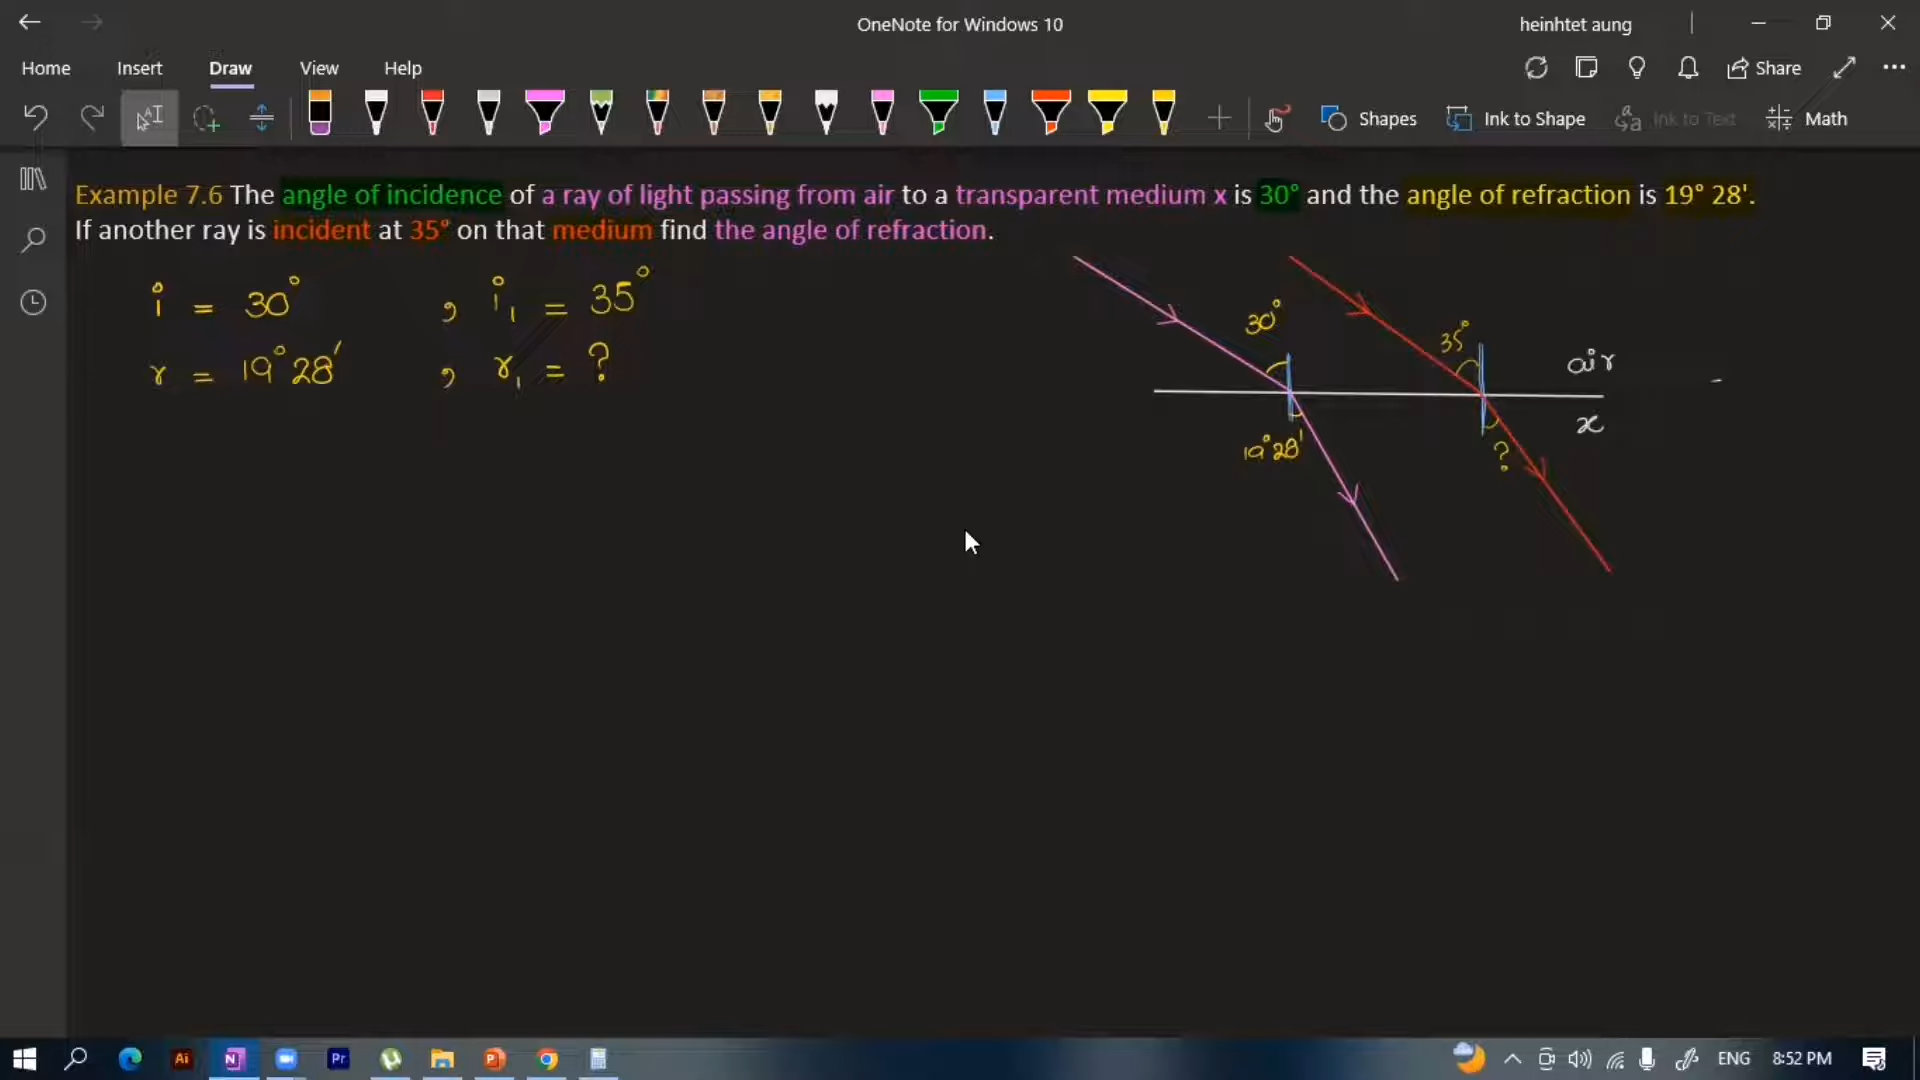 OneNote for Windows 10
heinhtet aung
Home Insert Draw View Help
Share
Shapes Ink to Shape Ink to Text Math
Example 7.6 The angle of incidence of a ray of light passing from air to a transparent medium x is 30° and the angle of refraction is 19° 28'.
If another ray is incident at 35° on that medium find the angle of refraction.
i = 30° , i₁ = 35°
r = 19° 28' , r₁ = ?
30°
35°
air
x
19° 28'
?
ENG 8:52 PM